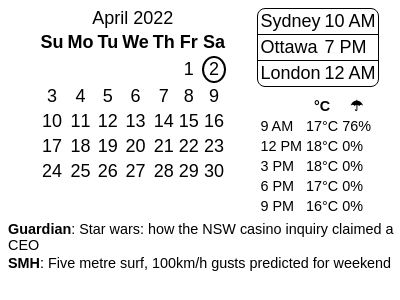 April 2022
Su Mo Tu We Th Fr Sa
1 2
3 4 5 6 7 8 9
10 11 12 13 14 15 16
17 18 19 20 21 22 23
24 25 26 27 28 29 30
Sydney 10 AM
Ottawa 7 PM
London 12 AM
°C ☂
9 AM 17°C 76%
12 PM 18°C 0%
3 PM 18°C 0%
6 PM 17°C 0%
9 PM 16°C 0%
Guardian: Star wars: how the NSW casino inquiry claimed a
CEO
SMH: Five metre surf, 100km/h gusts predicted for weekend